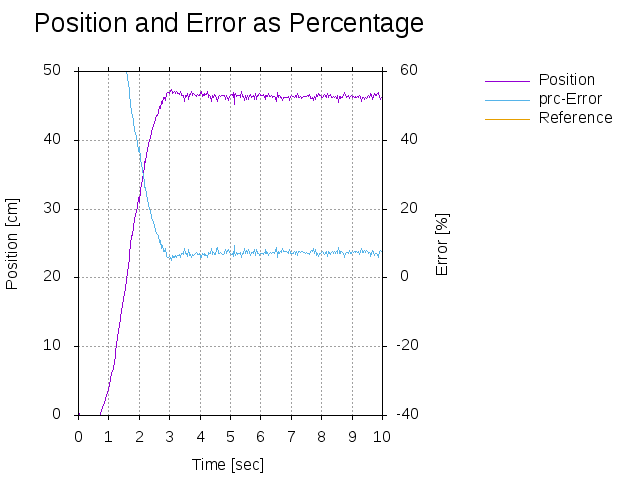 Position and Error as Percentage
50
40
30
20
10
0
60
40
20
0
-20
-40
0 1 2 3 4 5 6 7 8 9 10
Position [cm]
Error [%]
Time [sec]
Position
prc-Error
Reference